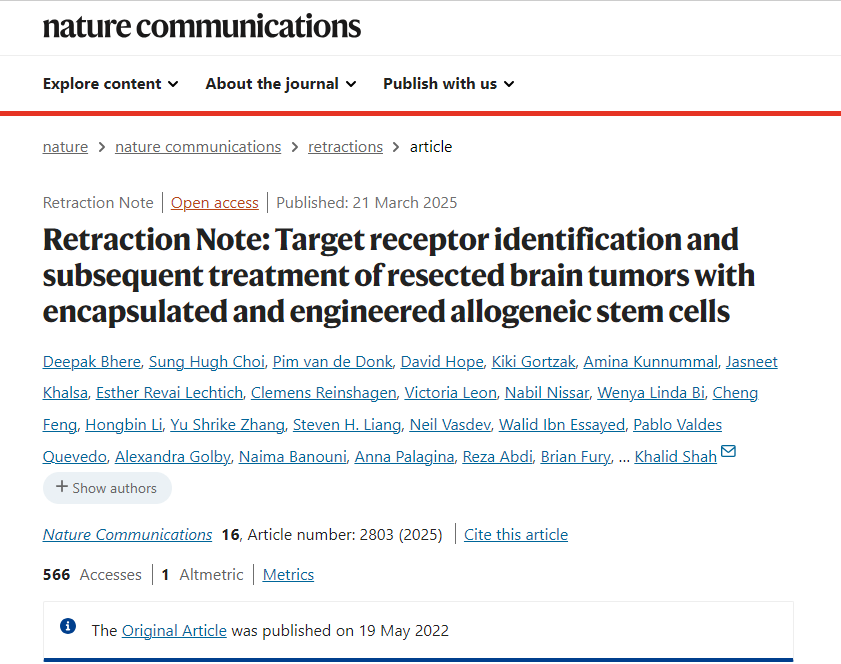 nature communications
Explore content About the journal Publish with us
nature > nature communications > retractions > article
Retraction Note | Open access | Published: 21 March 2025
Retraction Note: Target receptor identification and
subsequent treatment of resected brain tumors with
encapsulated and engineered allogeneic stem cells
Deepak Bhere, Sung Hugh Choi, Pim van de Donk, David Hope, Kiki Gortzak, Amina Kunnummal, Jasneet
Khalsa, Esther Revai Lechtich, Clemens Reinshagen, Victoria Leon, Nabil Nissar, Wenya Linda Bi, Cheng
Feng, Hongbin Li, Yu Shrike Zhang, Steven H. Liang, Neil Vasdev, Walid Ibn Essayed, Pablo Valdes
Quevedo, Alexandra Golby, Naima Banouni, Anna Palagina, Reza Abdi, Brian Fury, … Khalid Shah
+ Show authors
Nature Communications 16, Article number: 2803 (2025) | Cite this article
566 Accesses | 1 Altmetric | Metrics
The Original Article was published on 19 May 2022